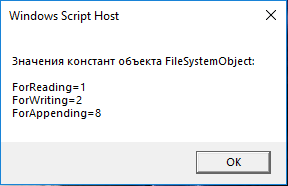 Windows Script Host
Значения констант объекта FileSystemObject:
ForReading=1
ForWriting=2
ForAppending=8
OK